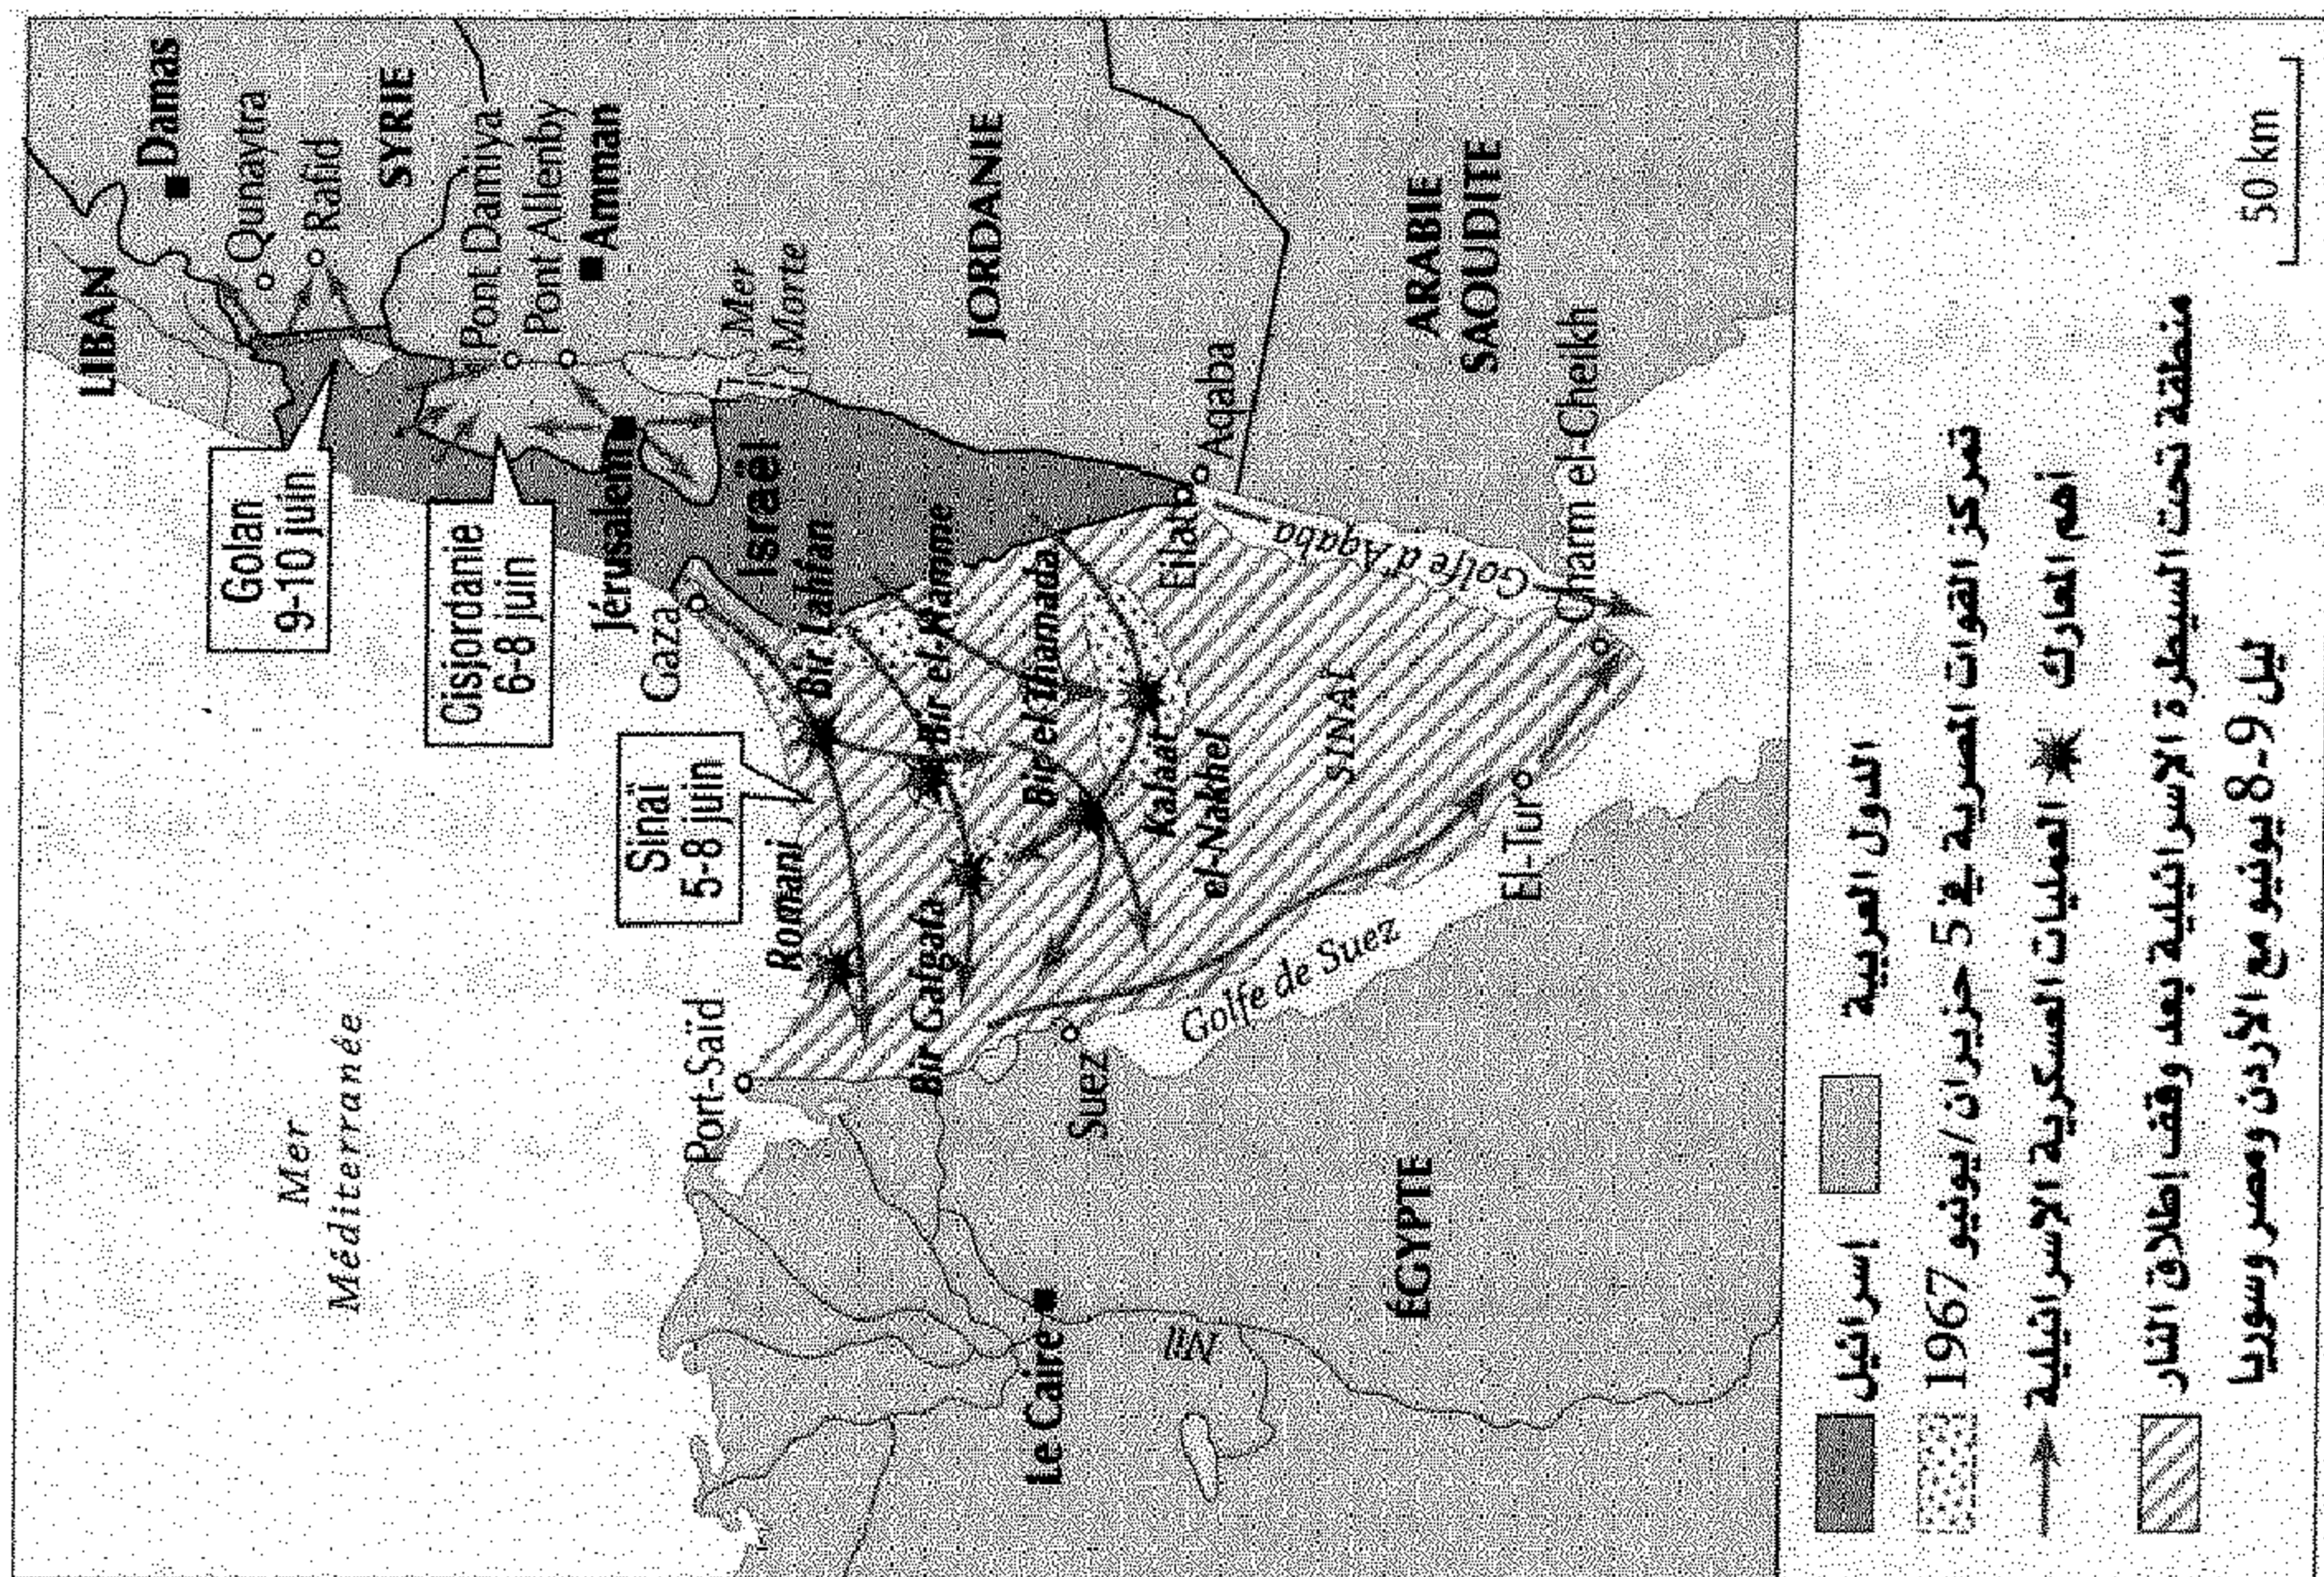 LIBAN
Damas
Qunaytra
Rafid
SYRIE
Golan
9-10 juin
Pont Damiya
Pont Allenby
Amman
Cisjordanie
6-8 juin
Jérusalem
Mer
Morte
Gaza
Israël
Mer
Méditerranée
Sinaï
5-8 juin
Port-Saïd
Romani
Bir Lahfan
Bir Gafgafa
JORDANIE
Bir el-Thamada
Kalaat
el-Nakhel
Eilat
Aqaba
Suez
Le Caire
Nil
SINAÏ
Golfe d'Aqaba
Golfe de Suez
ÉGYPTE
ARABIE
SAOUDITE
El-Tur
Charm el-Cheikh
إسرائيل
الدول العربية
تمركز القوات المصرية في 5 حزيران/يونيو 1967
العمليات العسكرية الإسرائيلية
أهم المعارك
منطقة تحت السيطرة الإسرائيلية بعد وقف إطلاق النار
ليل 9-8 يونيو مع الأردن ومصر وسوريا
50 km